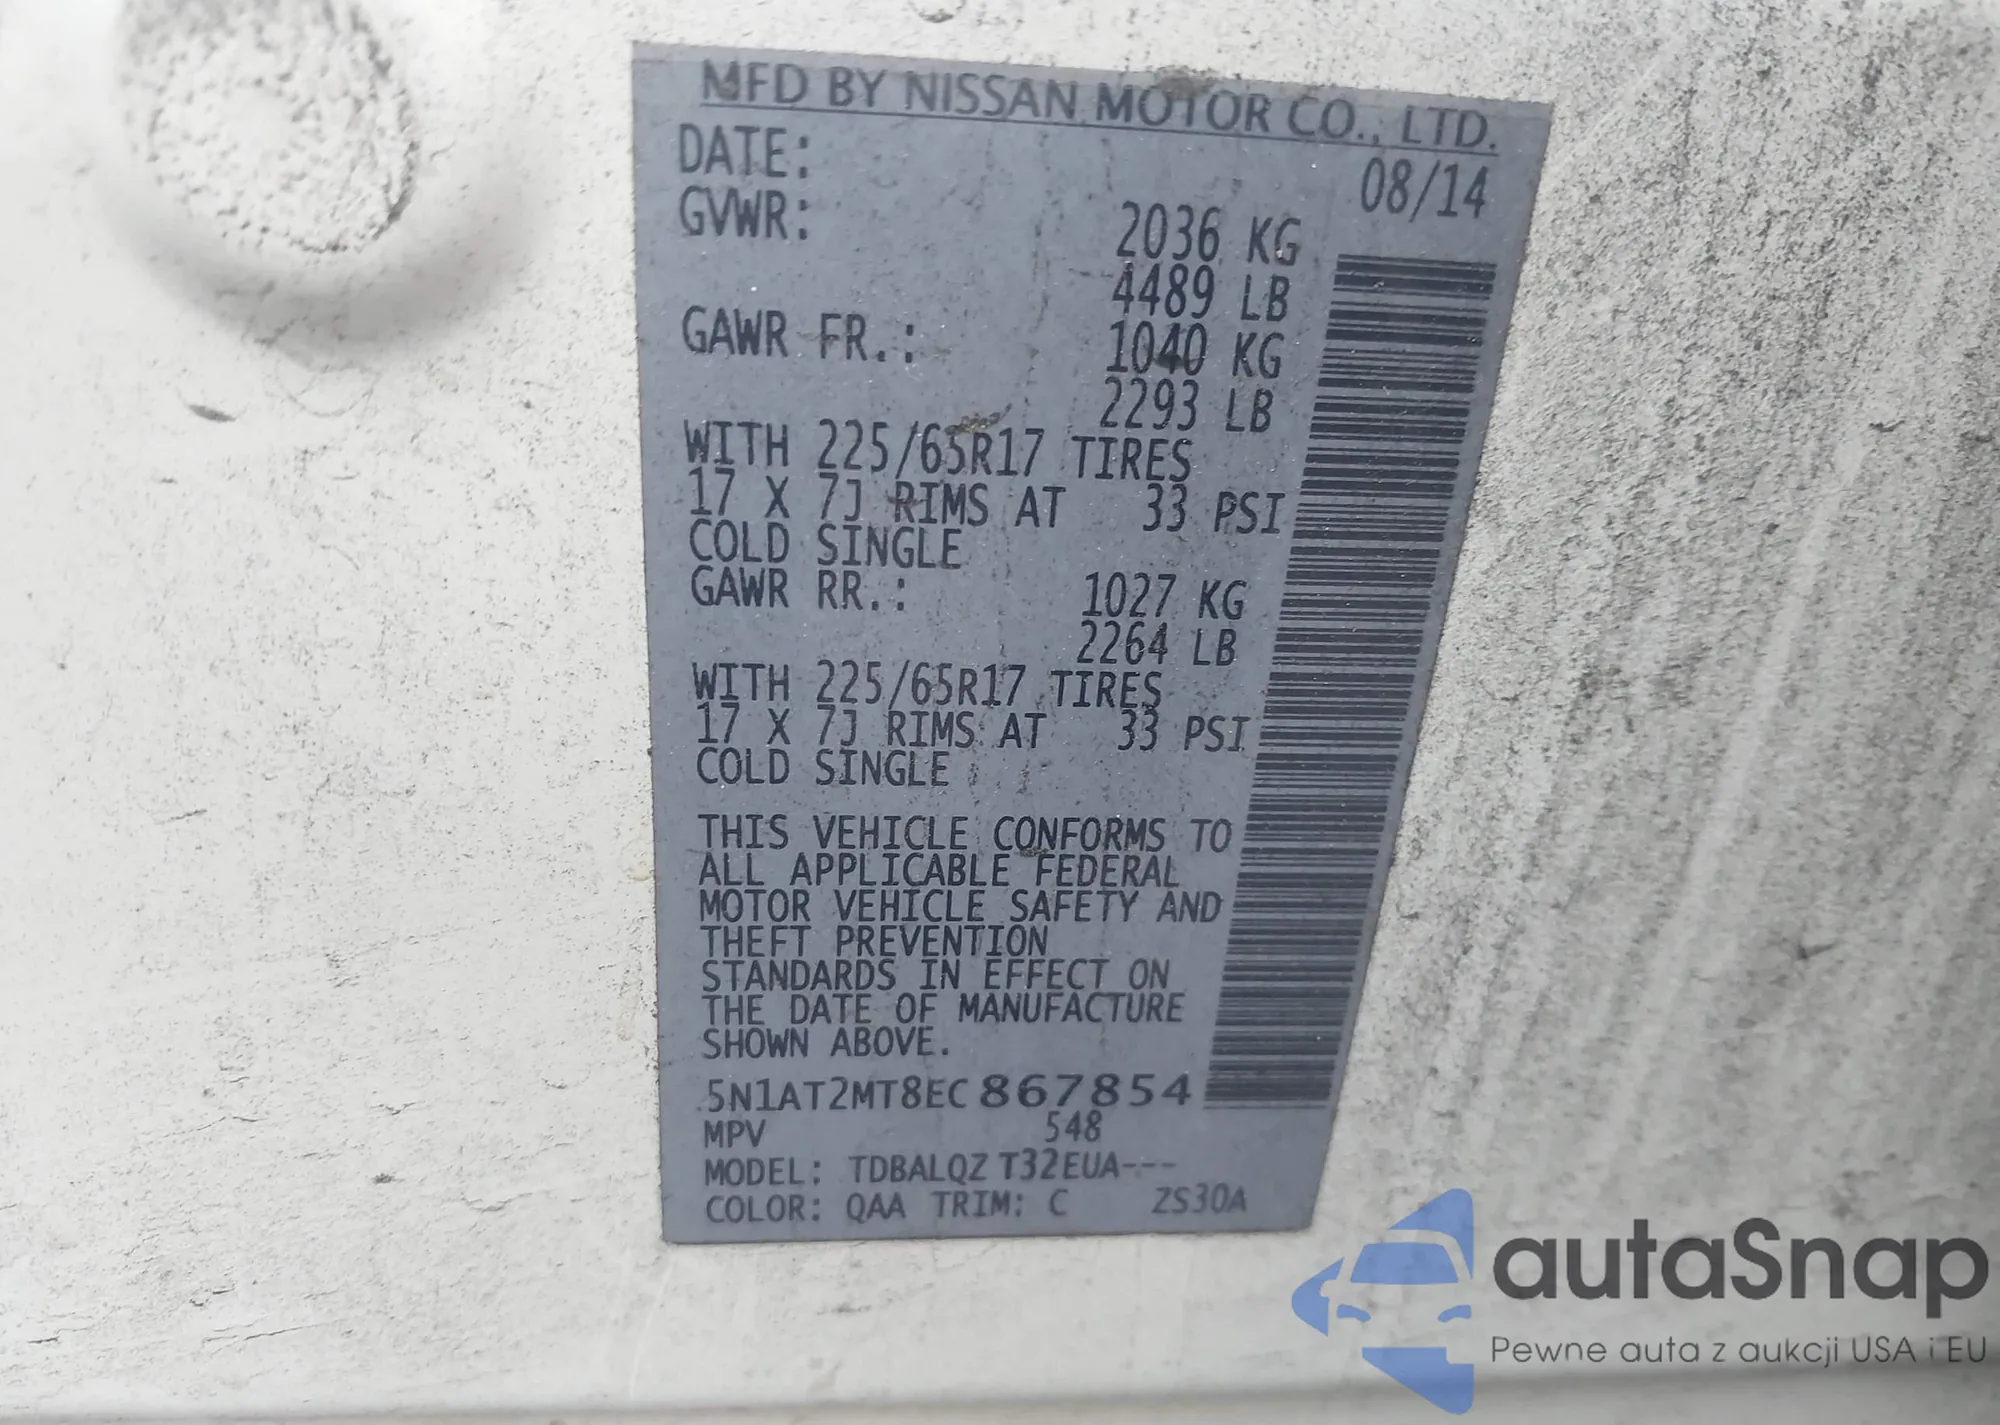 MFD BY NISSAN MOTOR CO., LTD.
DATE: 08/14
GVWR: 2036 KG
4489 LB
GAWR FR.: 1040 KG
2293 LB
WITH 225/65R17 TIRES
17 X 7J RIMS AT 33 PSI
COLD SINGLE
GAWR RR.: 1027 KG
2264 LB
WITH 225/65R17 TIRES
17 X 7J RIMS AT 33 PSI
COLD SINGLE
THIS VEHICLE CONFORMS TO
ALL APPLICABLE FEDERAL
MOTOR VEHICLE SAFETY AND
THEFT PREVENTION
STANDARDS IN EFFECT ON
THE DATE OF MANUFACTURE
SHOWN ABOVE.
5N1AT2MT8EC867854
MPV 548
MODEL: TDBALQZ T32EUA---
COLOR: QAA TRIM: C ZS30A
autaSnap
Pewne auta z aukcji USA i EU